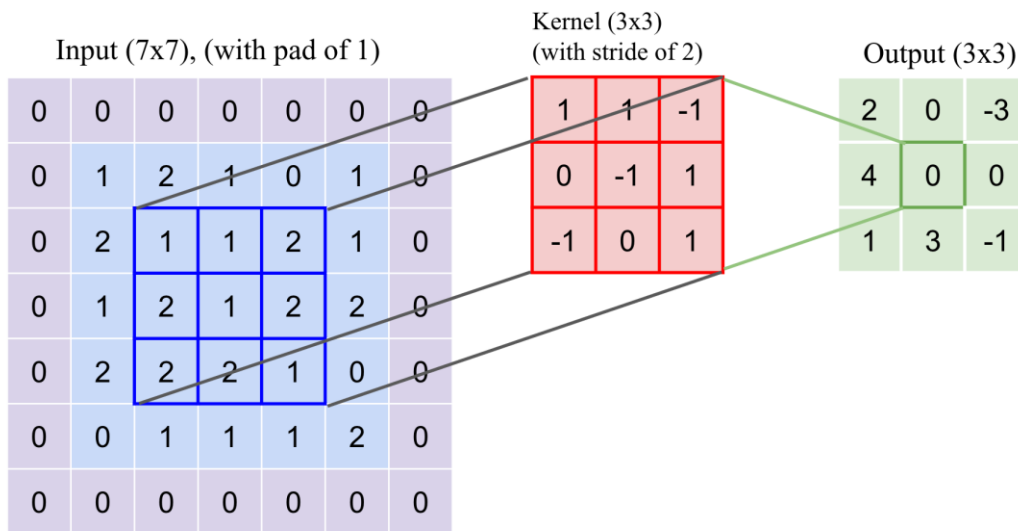 Kernel (3x3)
Input (7x7), (with pad of 1)
(with stride of 2)
Output (3x3)
0 0 0 0 0 0 0
0 1 2 1 0 1 0
0 2 1 1 2 1 0
0 1 2 1 2 2 0
0 2 2 2 1 0 0
0 0 1 1 1 2 0
0 0 0 0 0 0 0
1 1 -1
0 -1 1
-1 0 1
2 0 -3
4 0 0
1 3 -1